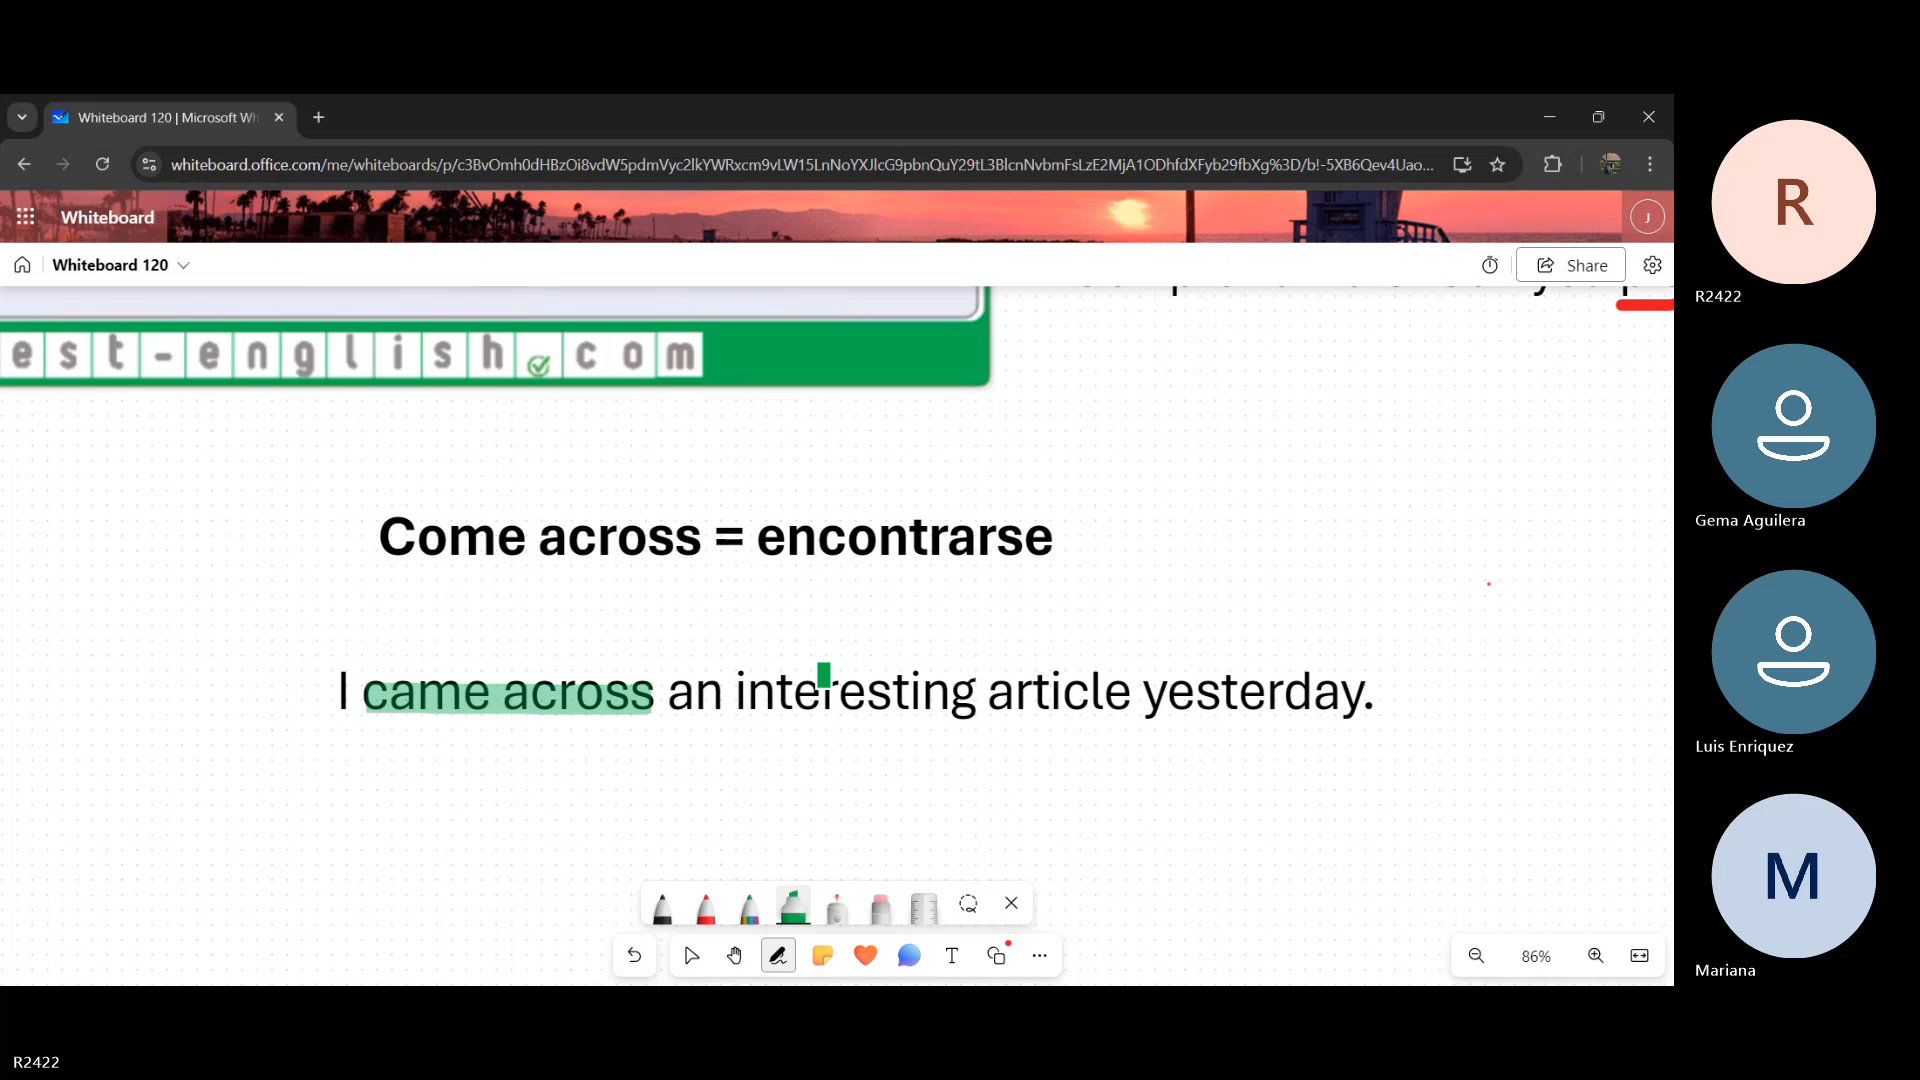 Whiteboard 120 | Microsoft Wh
whiteboard.office.com/me/whiteboards/p/c3BvOmh0dHBzOi8vdW5pdmVyc2lkYWRxcm9vLW15LnNoYXJlcG9pbnQuY29tL3BlcnNvbmFsLzE2MjA1ODhfdXFyb29fbXg%3D/b!-5XB6Qev4Uao...
Whiteboard
J
Whiteboard 120
Share
est-english.com
Come across = encontrarse
I came across an interesting article yesterday.
86%
R
R2422
Gema Aguilera
Luis Enriquez
M
Mariana
R2422